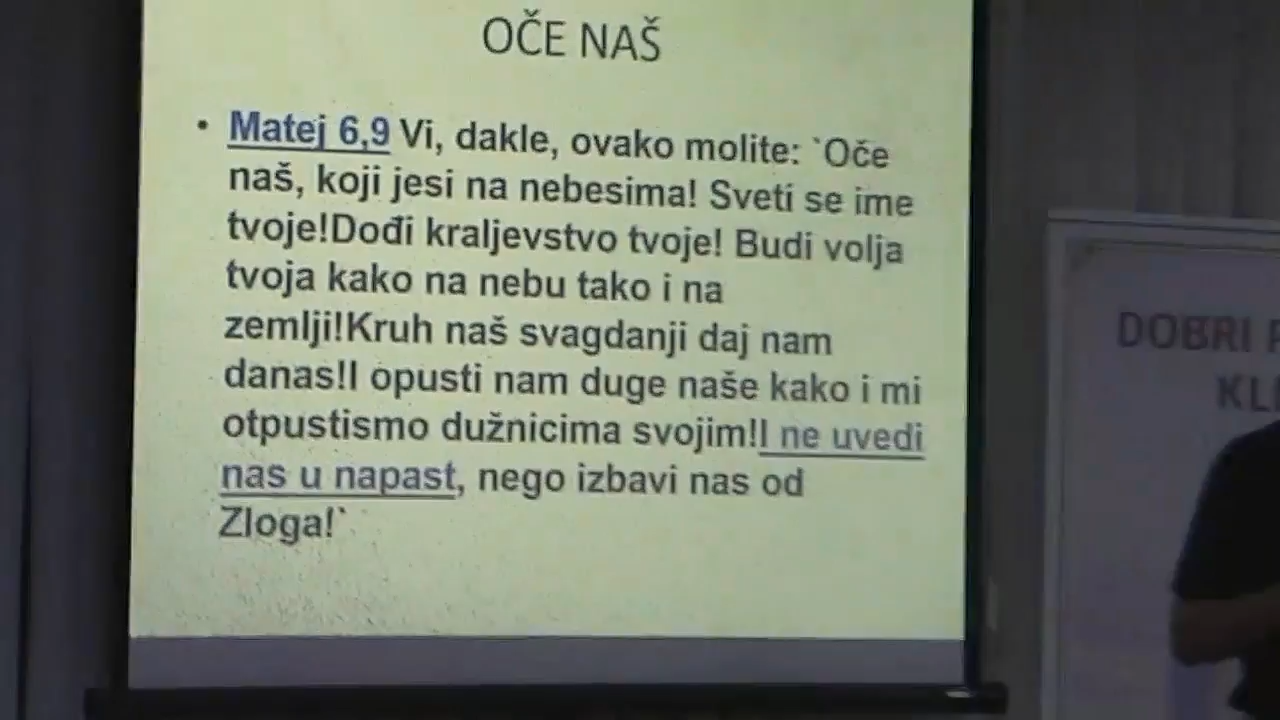 OČE NAŠ
• Matej 6,9 Vi, dakle, ovako molite: `Oče
naš, koji jesi na nebesima! Sveti se ime
tvoje!Dođi kraljevstvo tvoje! Budi volja
tvoja kako na nebu tako i na
zemlji!Kruh naš svagdanji daj nam
danas!I opusti nam duge naše kako i mi
otpustismo dužnicima svojim!I ne uvedi
nas u napast, nego izbavi nas od
Zloga!`
DOBRI